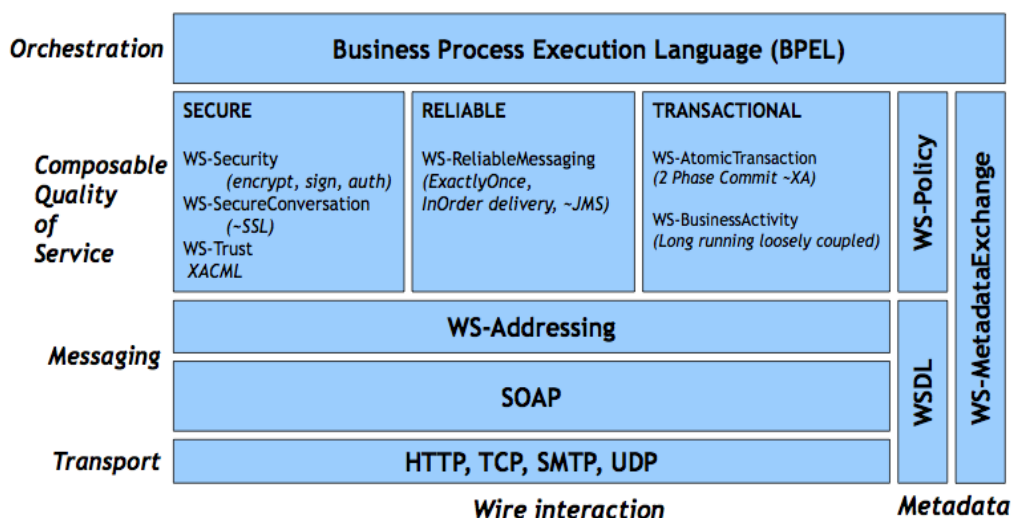 Orchestration
Business Process Execution Language (BPEL)
Composable
Quality
of
Service
SECURE
WS-Security
(encrypt, sign, auth)
WS-SecureConversation
(~SSL)
WS-Trust
XACML
RELIABLE
WS-ReliableMessaging
(ExactlyOnce,
InOrder delivery, ~JMS)
TRANSACTIONAL
WS-AtomicTransaction
(2 Phase Commit ~XA)
WS-BusinessActivity
(Long running loosely coupled)
WS-Policy
WS-MetadataExchange
Messaging
WS-Addressing
SOAP
WSDL
Transport
HTTP, TCP, SMTP, UDP
Wire interaction
Metadata